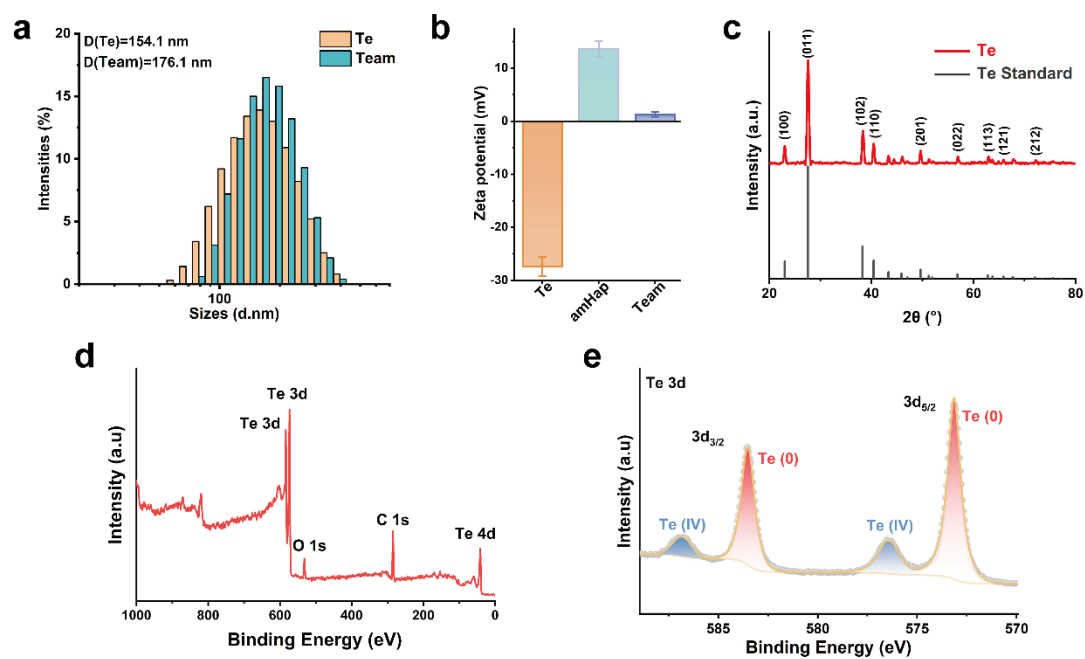 a
D(Te)=154.1 nm
D(Team)=176.1 nm
Te
Team
20
15
10
5
0
Intensities (%)
100
Sizes (d.nm)
b
10
0
-10
-20
-30
Zeta potential (mV)
Te
amHap
Team
c
Te
Te Standard
(100)
(011)
(102)
(110)
(201)
(022)
(113)
(121)
(212)
Intensity (a.u.)
20 40 60 80
2θ (°)
d
Te 3d
Te 3d
O 1s
C 1s
Te 4d
Intensity (a.u)
1000 800 600 400 200 0
Binding Energy (eV)
e
Te 3d
3d5/2
Te (0)
3d3/2
Te (0)
Te (IV)
Te (IV)
Intensity (a.u)
585 580 575 570
Binding Energy (eV)